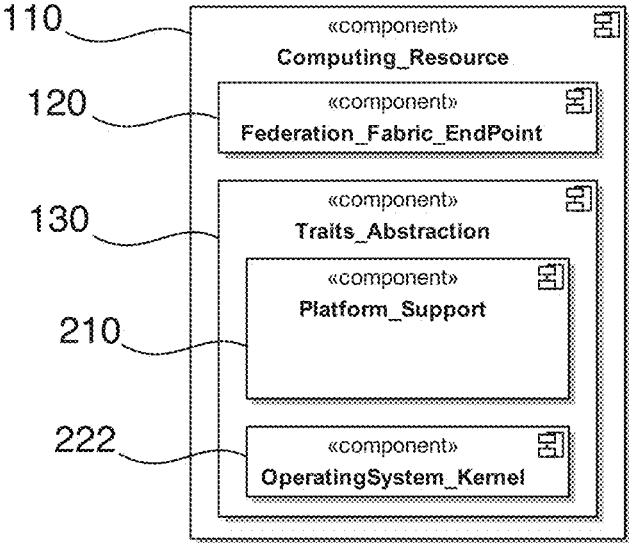 110
«component»
Computing_Resource
120
«component»
Federation_Fabric_EndPoint
130
«component»
Traits_Abstraction
210
«component»
Platform_Support
222
«component»
OperatingSystem_Kernel